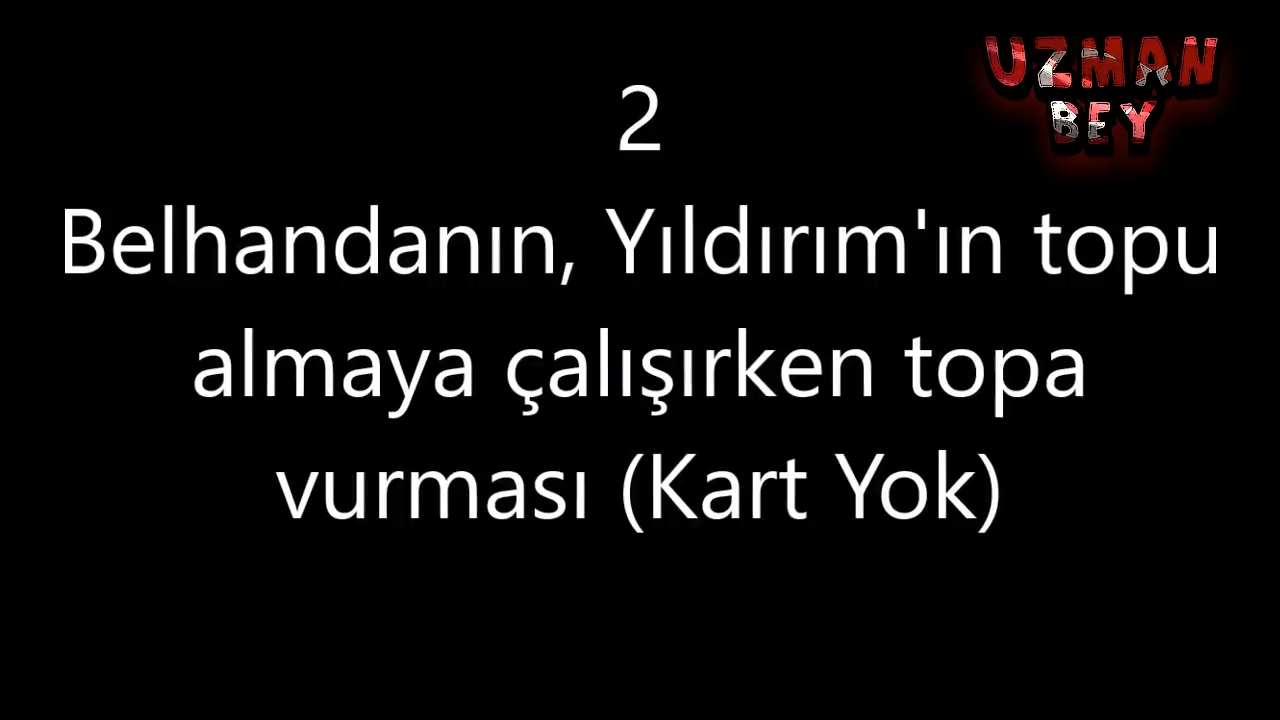 UZMAN
BEY
2
Belhandanın, Yıldırım'ın topu
almaya çalışırken topa
vurması (Kart Yok)